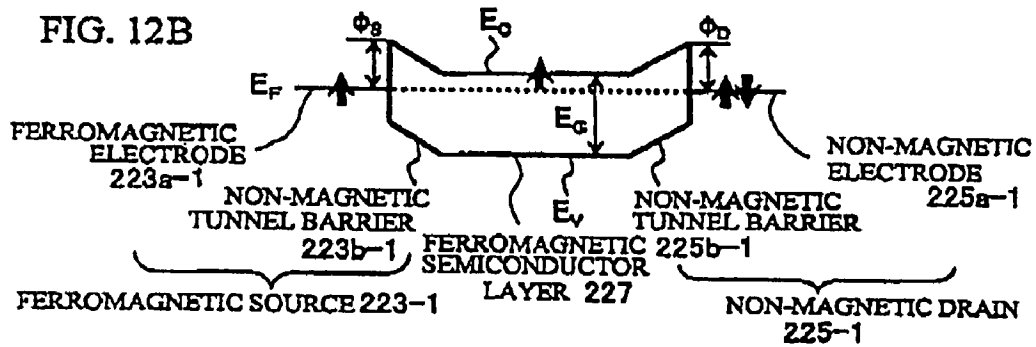 FIG. 12B
ϕS
EC
ϕD
EF
EG
FERROMAGNETIC
ELECTRODE
223a-1
NON-MAGNETIC
ELECTRODE
225a-1
NON-MAGNETIC
TUNNEL BARRIER
223b-1
EV
NON-MAGNETIC
TUNNEL BARRIER
225b-1
FERROMAGNETIC
SEMICONDUCTOR
LAYER 227
FERROMAGNETIC SOURCE 223-1
NON-MAGNETIC DRAIN
225-1